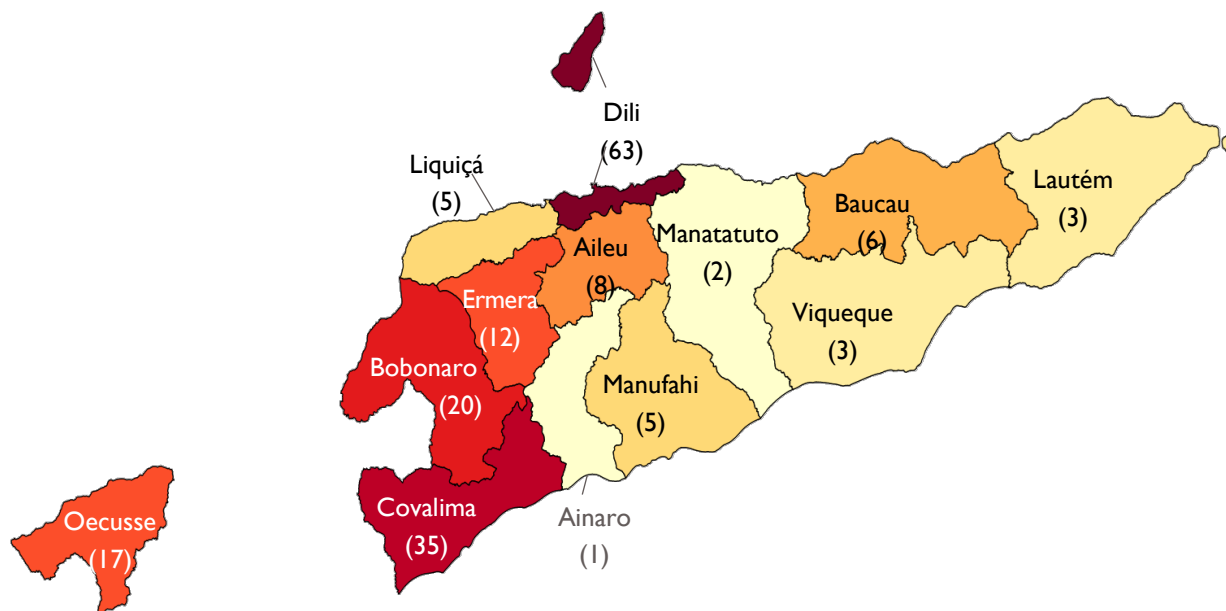 Dili
(63)
Liquiçá
(5)
Lautém
(3)
Baucau
(6)
Manatatuto
(2)
Aileu
(8)
Ermera
(12)
Viqueque
(3)
Bobonaro
(20)
Manufahi
(5)
Covalima
(35)
Ainaro
(1)
Oecusse
(17)